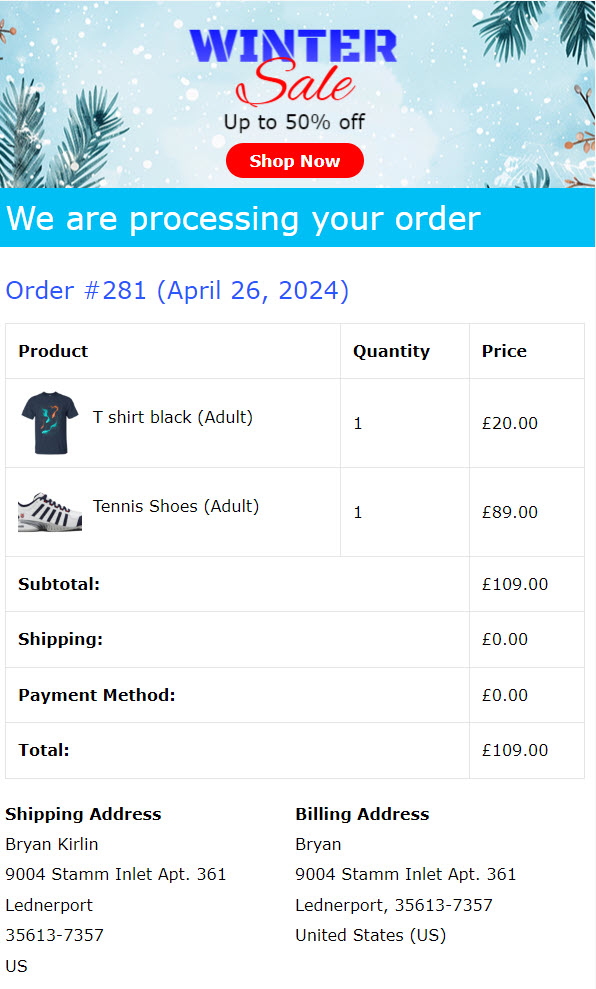 WINTER
Sale
Up to 50% off
Shop Now
We are processing your order
Order #281 (April 26, 2024)
Product Quantity Price
T shirt black (Adult) 1 £20.00
Tennis Shoes (Adult) 1 £89.00
Subtotal: £109.00
Shipping: £0.00
Payment Method: £0.00
Total: £109.00
Shipping Address
Bryan Kirlin
9004 Stamm Inlet Apt. 361
Lednerport
35613-7357
US
Billing Address
Bryan
9004 Stamm Inlet Apt. 361
Lednerport, 35613-7357
United States (US)